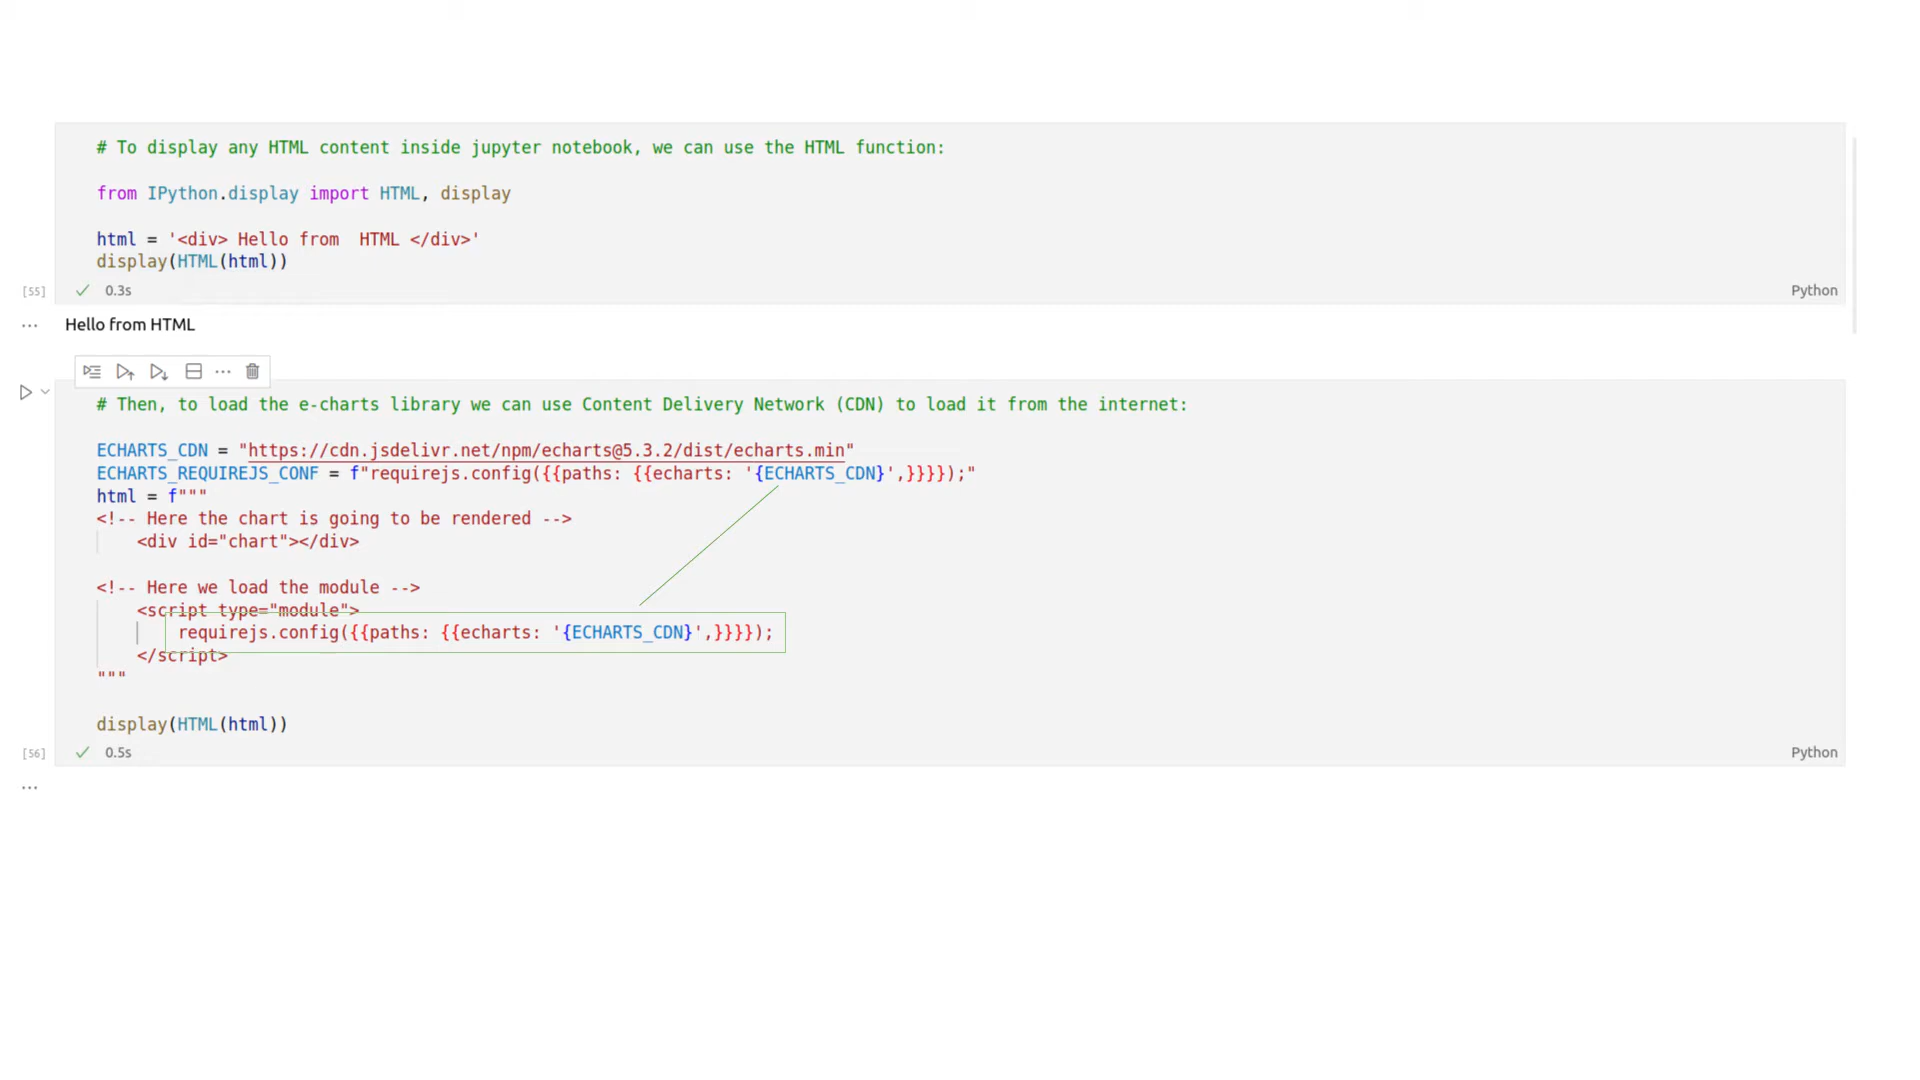 # To display any HTML content inside jupyter notebook, we can use the HTML function:
from IPython.display import HTML, display
html = '<div> Hello from  HTML </div>'
display(HTML(html))
[55] 0.3s Python
Hello from HTML
# Then, to load the e-charts library we can use Content Delivery Network (CDN) to load it from the internet:
ECHARTS_CDN = "https://cdn.jsdelivr.net/npm/echarts@5.3.2/dist/echarts.min"
ECHARTS_REQUIREJS_CONF = f"requirejs.config({{paths: {{echarts: '{ECHARTS_CDN}',}}}});"
html = f"""
<!-- Here the chart is going to be rendered -->
    <div id="chart"></div>
<!-- Here we load the module -->
    <script type="module">
        requirejs.config({{paths: {{echarts: '{ECHARTS_CDN}',}}}});
    </script>
"""
display(HTML(html))
[56] 0.5s Python